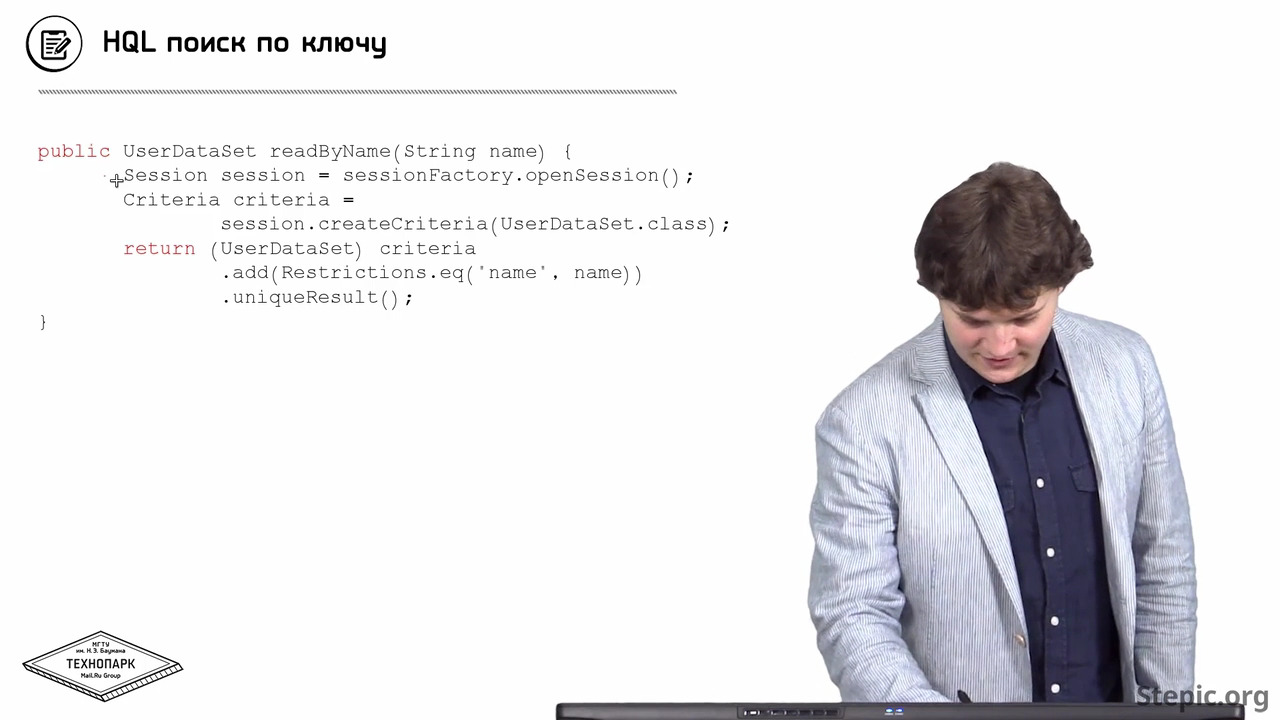 HQL поиск по ключу
public UserDataSet readByName(String name) {
Session session = sessionFactory.openSession();
Criteria criteria =
session.createCriteria(UserDataSet.class);
return (UserDataSet) criteria
.add(Restrictions.eq('name', name))
.uniqueResult();
}
МГТУ
им. Н.Э. Баумана
ТЕХНОПАРК
Mail.Ru Group
Stepic.org